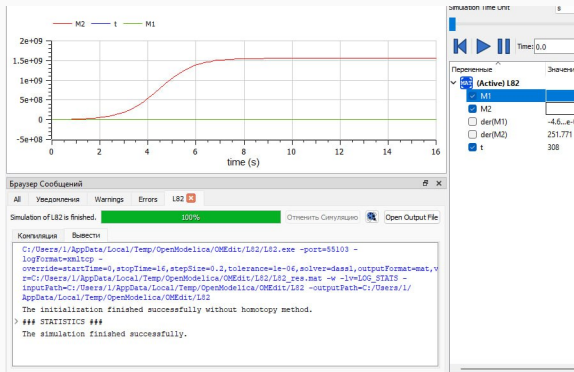 Simulation Time Unit
s
M2 t M1
2e+09
1.5e+09
1e+09
5e+08
0
-5e+08
0 2 4 6 8 10 12 14 16
time (s)
Time: 0.0
Переменные Значени
(Active) L82
M1
M2
der(M1) -4.6...e-
der(M2) 251.771
t 308
Браузер Сообщений
All Уведомления Warnings Errors L82
Simulation of L82 is finished. 100% Отменить Симуляцию Open Output File
Компиляция Вывести
C:/Users/1/AppData/Local/Temp/OpenModelica/OMEdit/L82/L82.exe -port=55103 -
logFormat=xmltcp -
override=startTime=0,stopTime=16,stepSize=0.2,tolerance=1e-06,solver=dassl,outputFormat=mat,v
r=C:/Users/1/AppData/Local/Temp/OpenModelica/OMEdit/L82/L82_res.mat -w -lv=LOG_STATS -
inputPath=C:/Users/1/AppData/Local/Temp/OpenModelica/OMEdit/L82 -outputPath=C:/Users/1/
AppData/Local/Temp/OpenModelica/OMEdit/L82
The initialization finished successfully without homotopy method.
### STATISTICS ###
The simulation finished successfully.